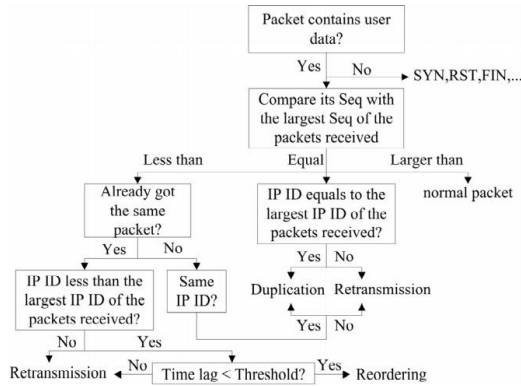 Packet contains user
data?
Yes
No
SYN,RST,FIN,...
Compare its Seq with
the largest Seq of the
packets received
Less than
Equal
Larger than
Already got
the same
packet?
IP ID equals to the
largest IP ID of the
packets received?
normal packet
Yes
No
Yes
No
IP ID less than the
largest IP ID of the
packets received?
Same
IP ID?
Duplication
Retransmission
Yes
No
No
Yes
Retransmission
No
Time lag < Threshold?
Yes
Reordering